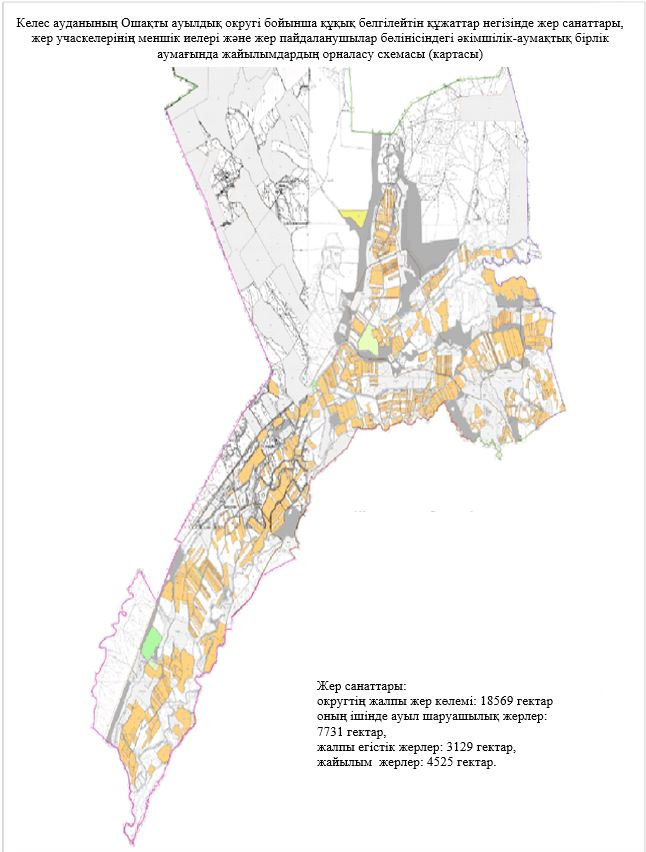 Келес ауданының Ошақты ауылдық округі бойынша құқық белгілейтін құжаттар негізінде жер санаттары,
жер учаскелерінің меншік иелері және жер пайдаланушылар бөлінісіндегі әкімшілік-аумақтық бірлік
аумағында жайылымдардың орналасу схемасы (картасы)
Жер санаттары:
округтің жалпы жер көлемі: 18569 гектар
оның ішінде ауыл шаруашылық жерлер:
7731 гектар,
жалпы егістік жерлер: 3129 гектар,
жайылым жерлер: 4525 гектар.